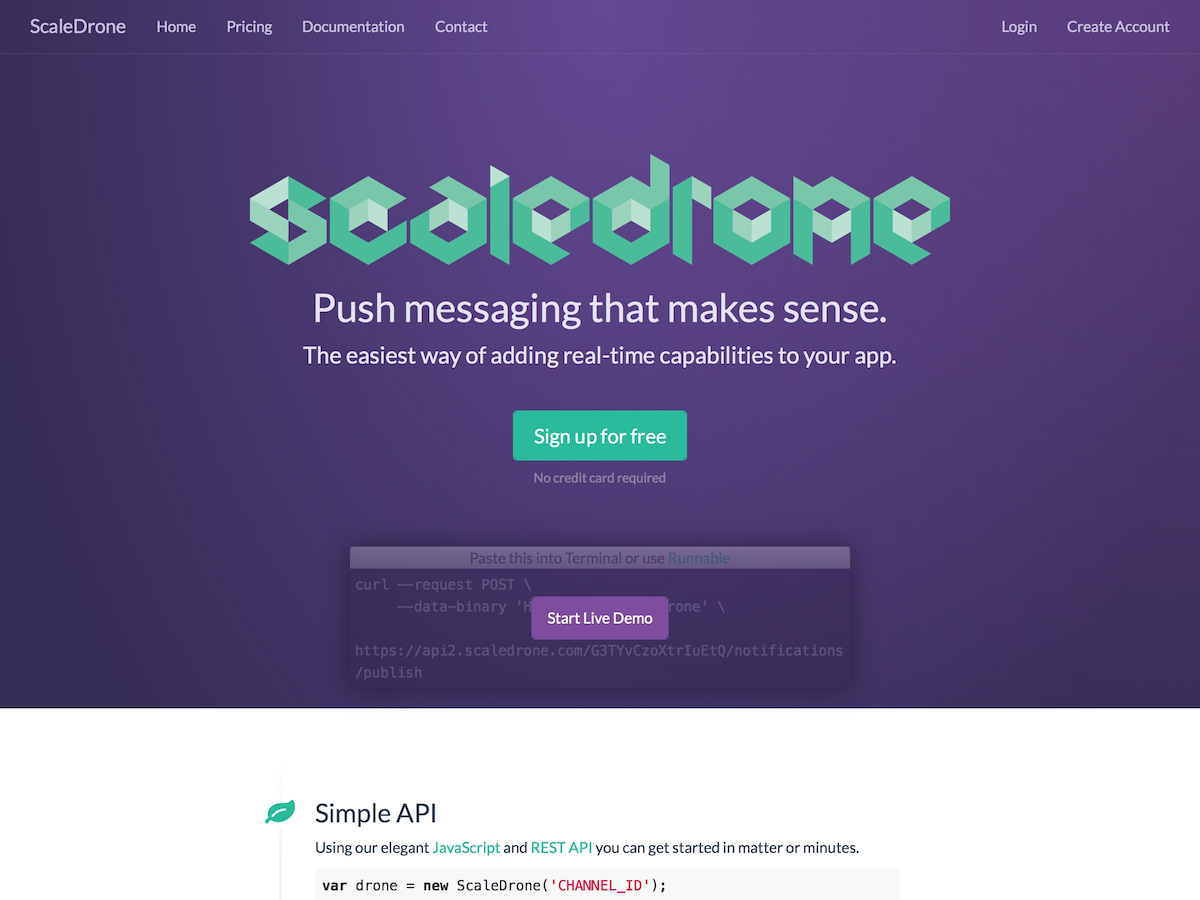 ScaleDrone Home Pricing Documentation Contact Login Create Account
scaledrone
Push messaging that makes sense.
The easiest way of adding real-time capabilities to your app.
Sign up for free
No credit card required
Paste this into Terminal or use Runnable
curl --request POST \
--data-binary 'H rone' \
Start Live Demo
https://api2.scaledrone.com/G3TYvCzoXtrIuEtQ/notifications
/publish
Simple API
Using our elegant JavaScript and REST API you can get started in matter or minutes.
var drone = new ScaleDrone('CHANNEL_ID');